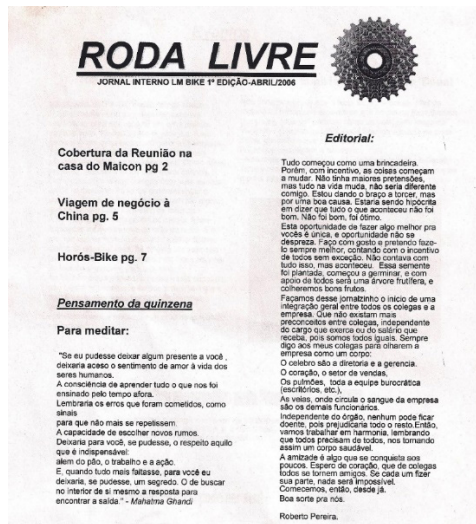 RODA LIVRE
JORNAL INTERNO LM BIKE 1º EDIÇÃO-ABRIL/2006
Cobertura da Reunião na
casa do Maicon pg 2
Viagem de negócio à
China pg. 5
Horós-Bike pg. 7
Pensamento da quinzena
Para meditar:
"Se eu pudesse deixar algum presente a você ,
deixaria aceso o sentimento de amor à vida dos
seres humanos.
A consciência de aprender tudo o que nos foi
ensinado pelo tempo afora.
Lembraria os erros que foram cometidos, como
sinais
para que não mais se repetissem.
A capacidade de escolher novos rumos.
Deixaria para você, se pudesse, o respeito aquilo
que é indispensável:
alem do pão, o trabalho e a ação.
E, quando tudo mais faltasse, para você eu
deixaria, se pudesse, um segredo. O de buscar
no interior de si mesmo a resposta para
encontrar a saída." - Mahatma Ghandi
Editorial:
Tudo começou como uma brincadeira.
Porém, com incentivo, as coisas começam
a mudar. Não tinha maiores pretensões,
mas tudo na vida muda, não seria diferente
comigo. Estou dando o braço a torcer, mas
por uma boa causa. Estaria sendo hipócrita
em dizer que tudo o que aconteceu não foi
bom. Não foi bom, foi ótimo.
Esta oportunidade de fazer algo melhor pra
vocês é única, e oportunidade não se
despreza. Faço com gosto e pretendo faze-
lo sempre melhor, contando com o incentivo
de todos sem exceção. Não contava com
tudo isso, mas aconteceu. Essa semente
foi plantada, começou a germinar, e com
apoio de todos será uma árvore frutífera, e
colheremos bons frutos.
Façamos desse jornalzinho o início de uma
integração geral entre todos os colegas e a
empresa. Que não existam mais
preconceitos entre colegas, independente
do cargo que exerce ou do salário que
receba, pois somos todos iguais. Sempre
digo aos meus colegas para olharem a
empresa como um corpo:
O celebro são a diretoria e a gerencia.
O coração, o setor de vendas,
Os pulmões, toda a equipe burocrática
(escritórios, etc.),
As veias, onde circula o sangue da empresa
são os demais funcionários.
Independente do órgão, nenhum pode ficar
doente, pois prejudicaria todo o resto.Então,
vamos trabalhar em harmonia, lembrando
que todos precisam de todos, nos tornando
assim um corpo saudável.
A amizade é algo que se conquista aos
poucos. Espero de coração, que de colegas
todos se tornem amigos. Se cada um fizer
sua parte, nada será impossível.
Comecemos, então, desde já.
Boa sorte pra nós.
Roberto Pereira.